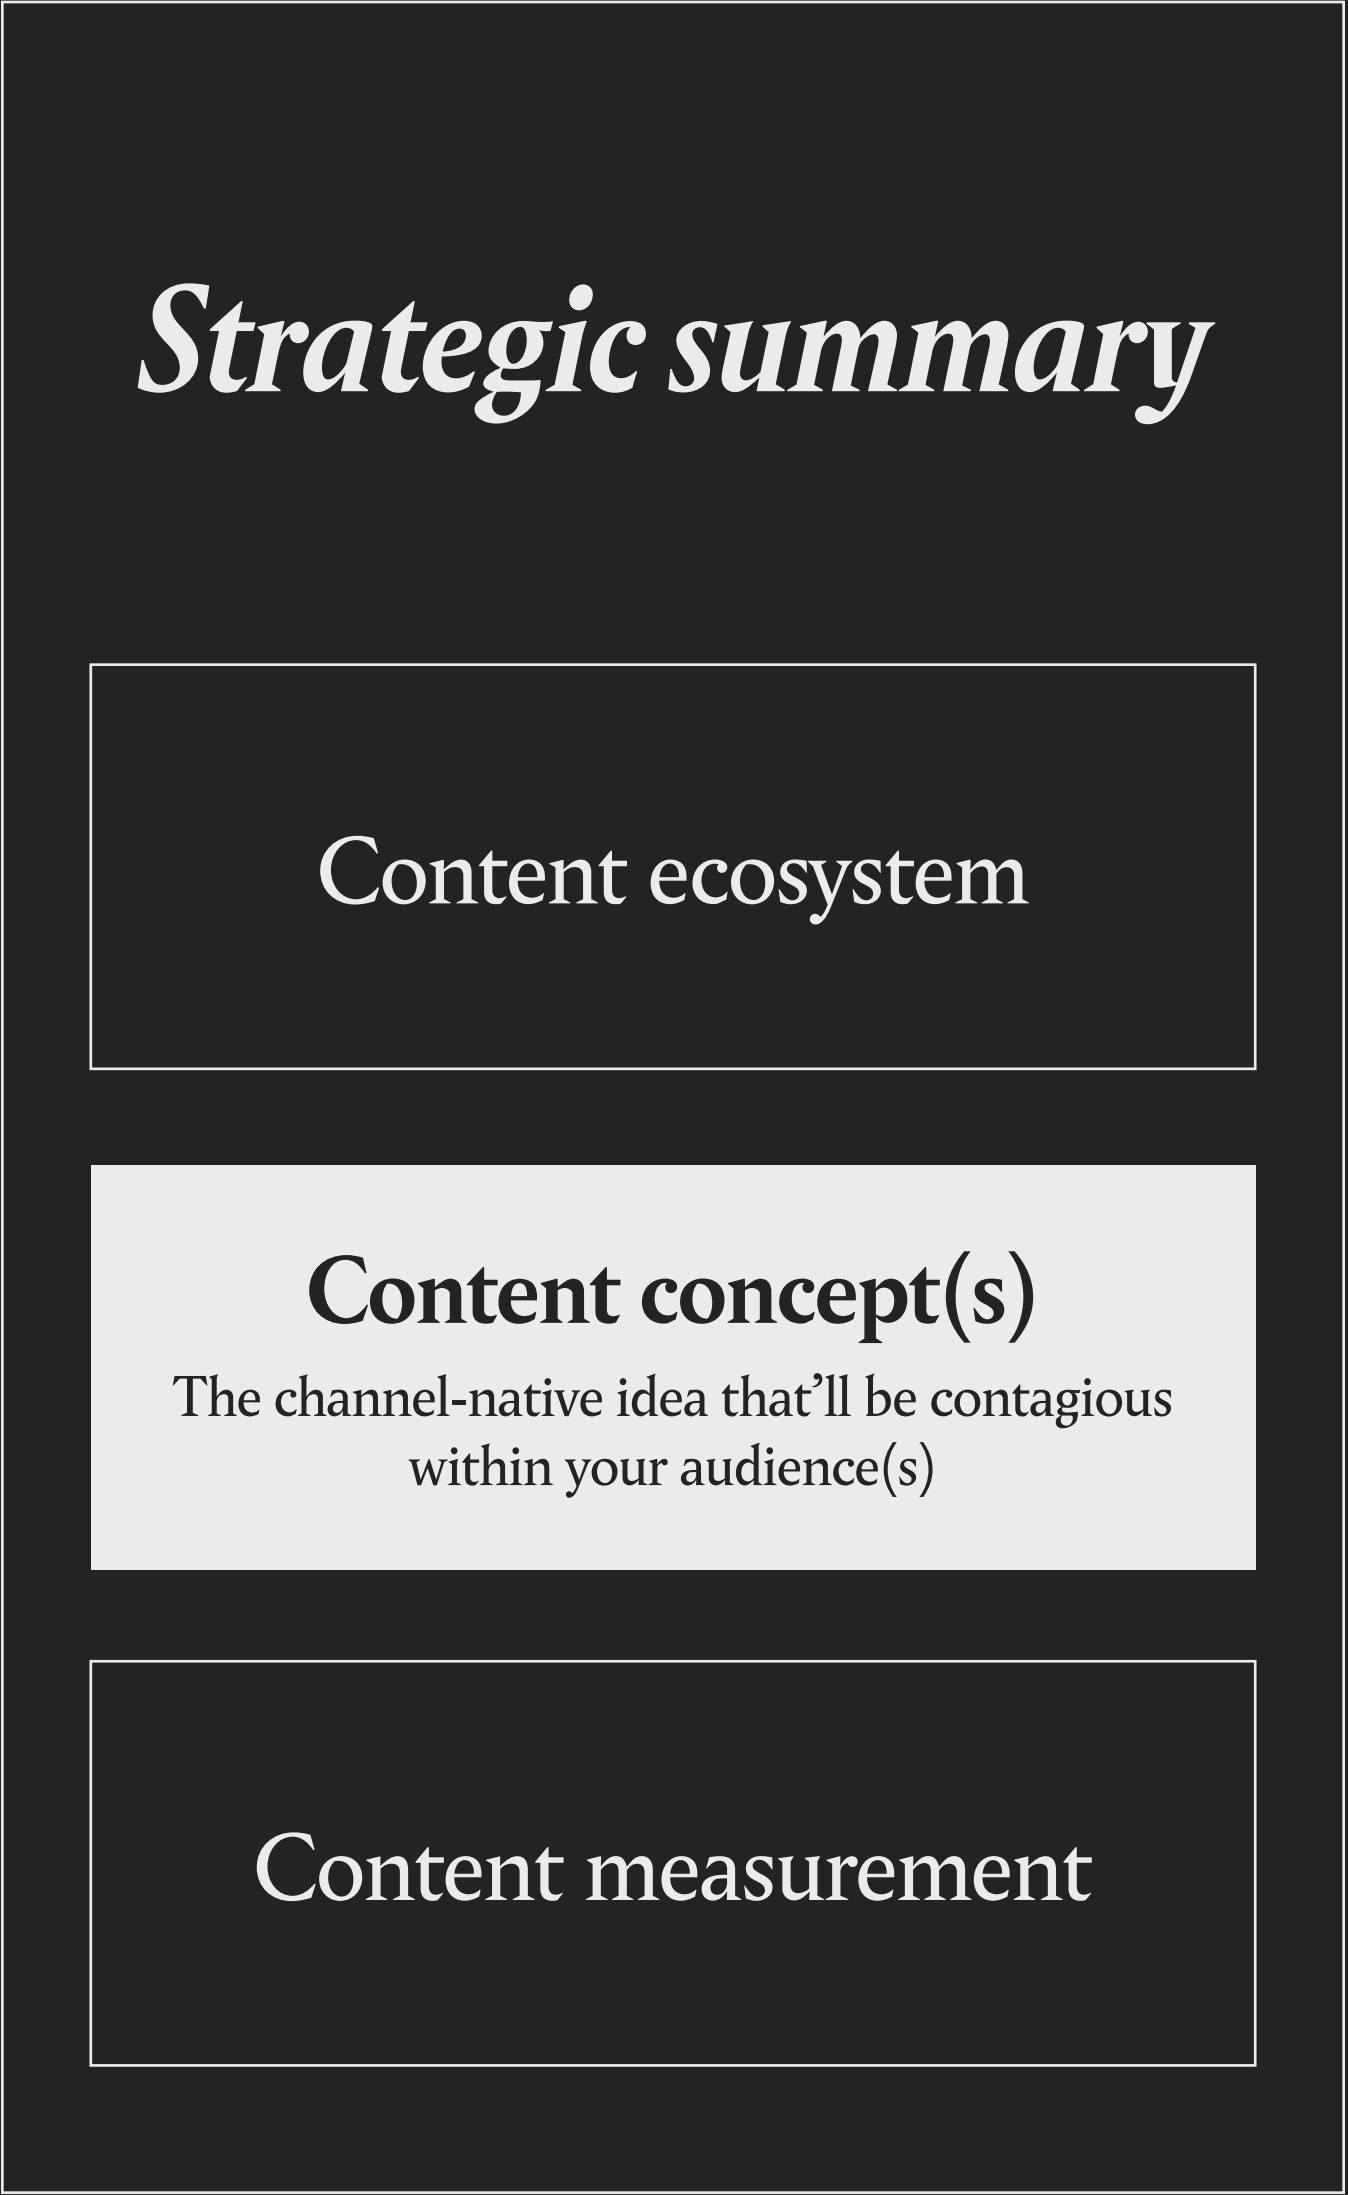 Strategic summary
Content ecosystem
Content concept(s)
The channel-native idea that’ll be contagious
within your audience(s)
Content measurement